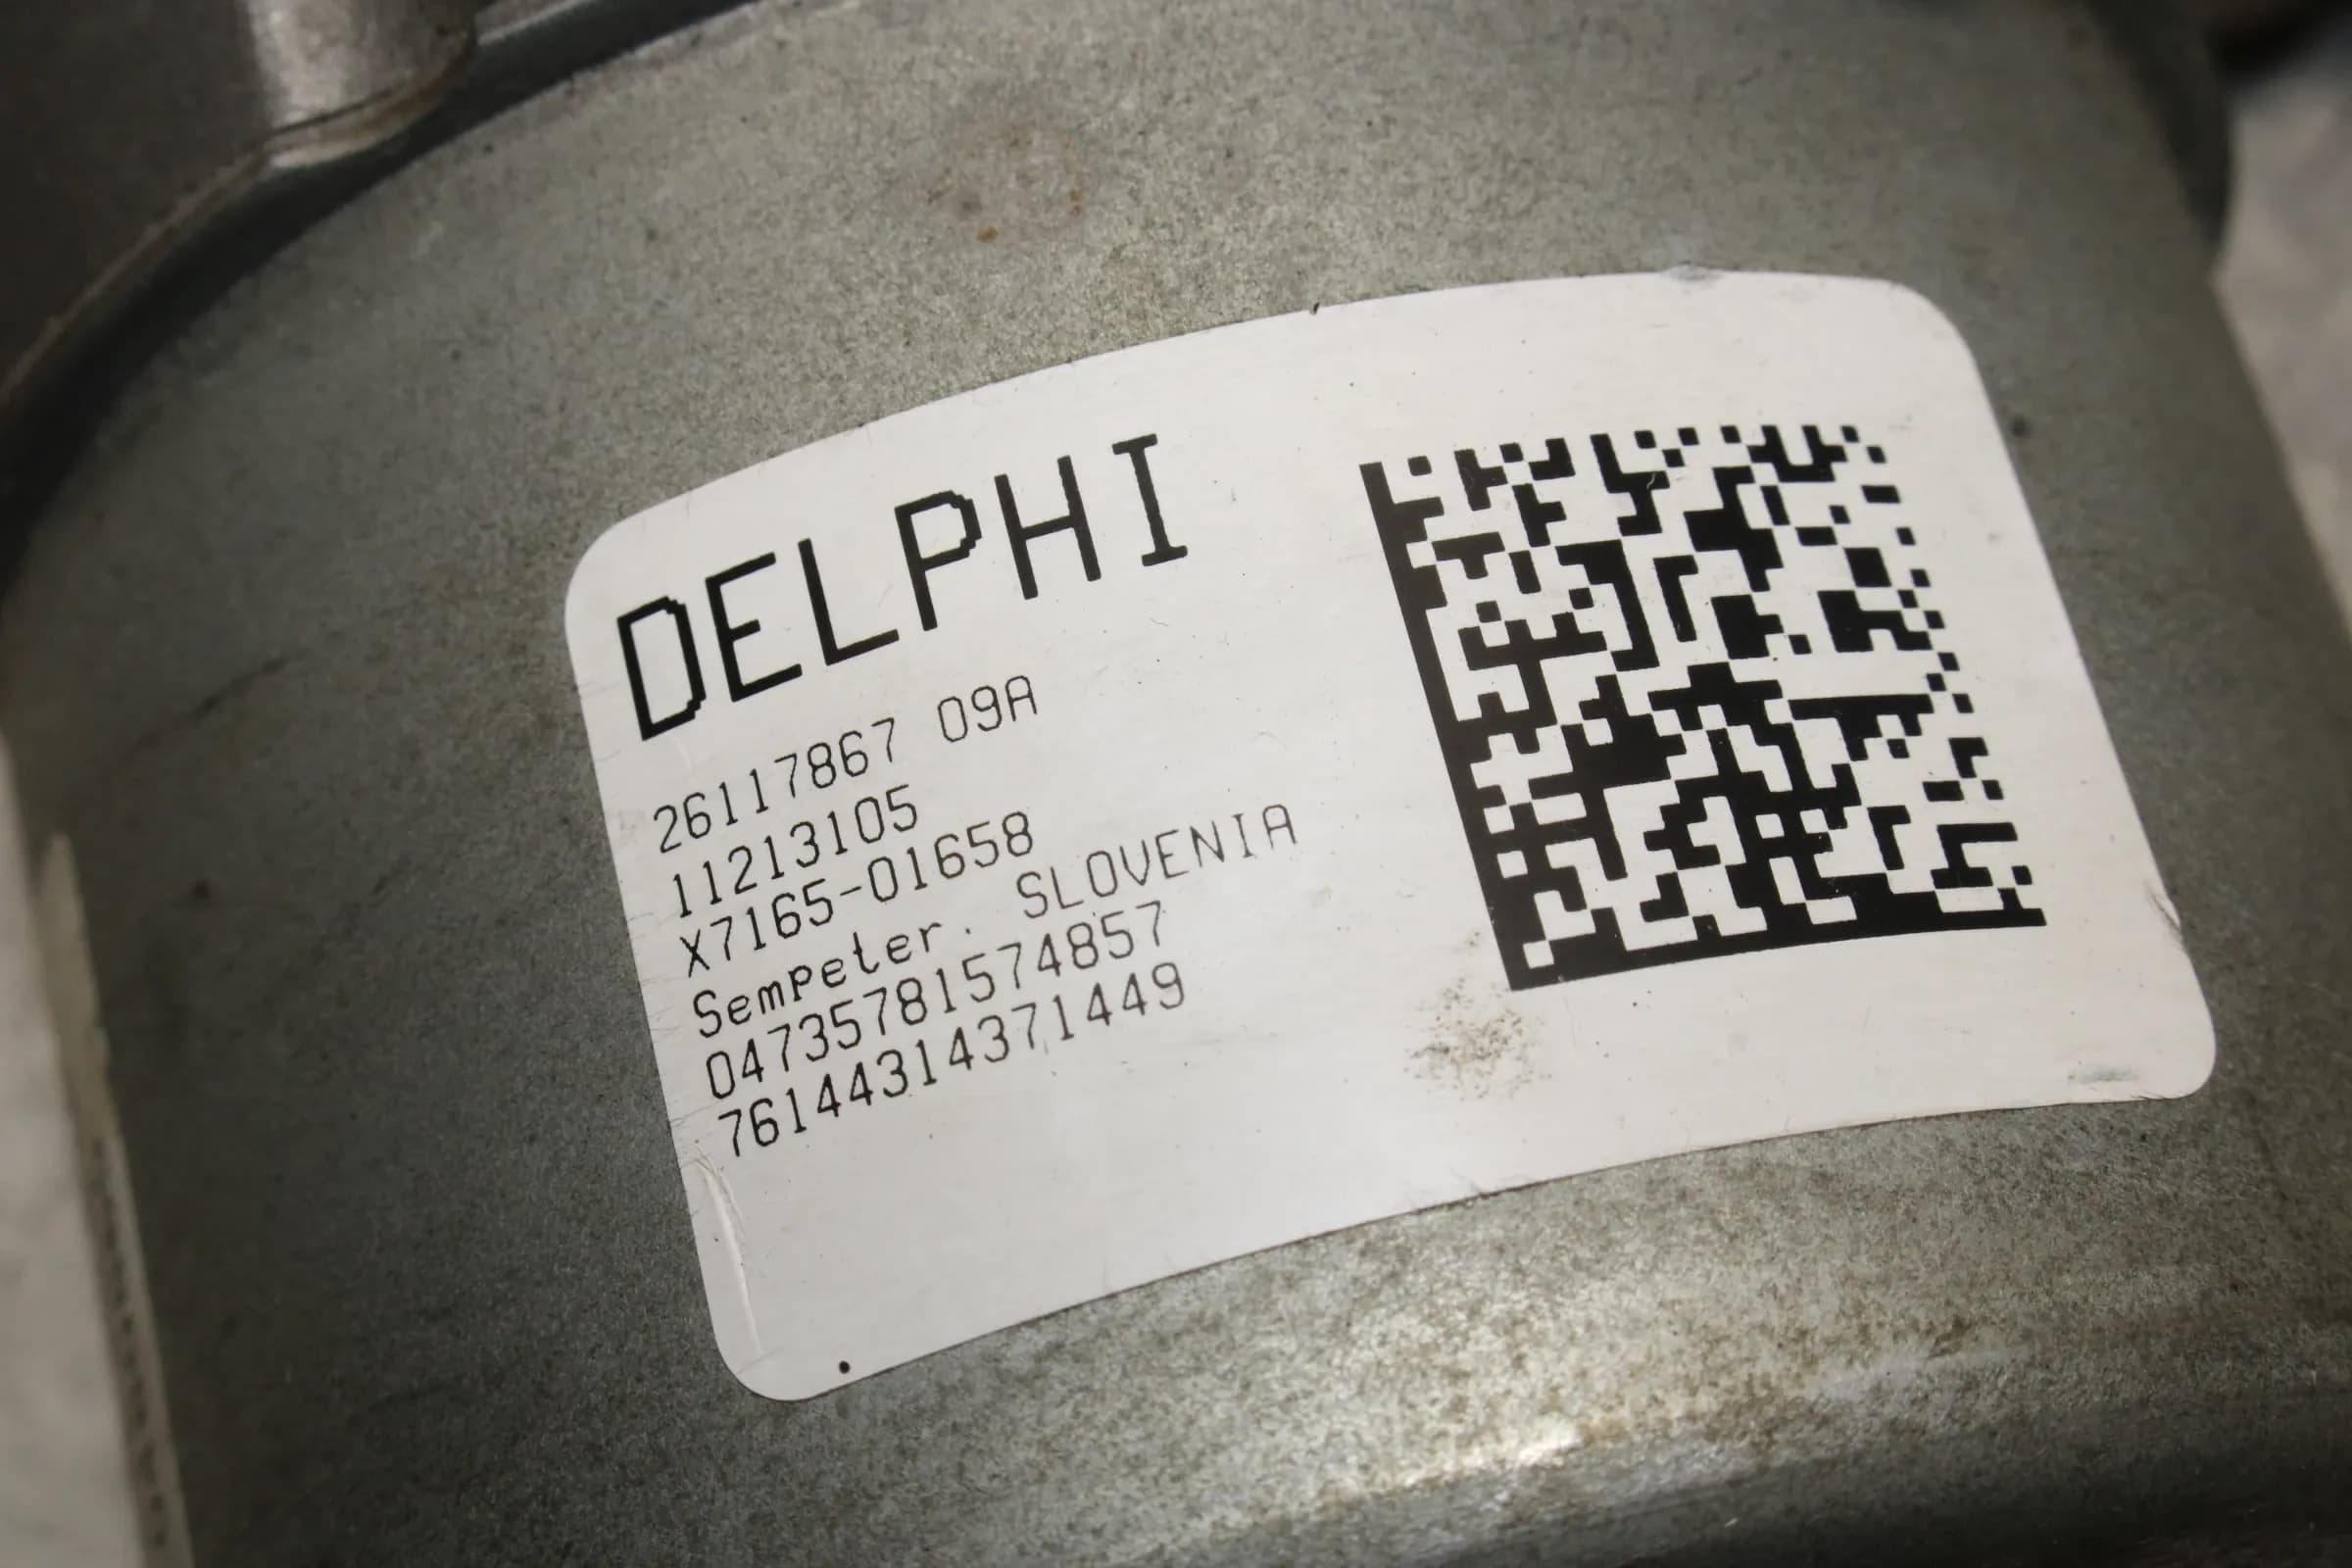 DELPHI
26117867 09A
11213105
X7165-01658
Sempeter. SLOVENIA
04735781574857
76144314371449